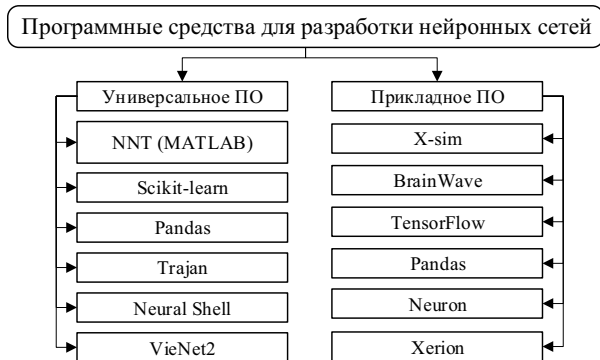 Программные средства для разработки нейронных сетей
Универсальное ПО
NNT (MATLAB)
Scikit-learn
Pandas
Trajan
Neural Shell
VieNet2
Прикладное ПО
X-sim
BrainWave
TensorFlow
Pandas
Neuron
Xerion